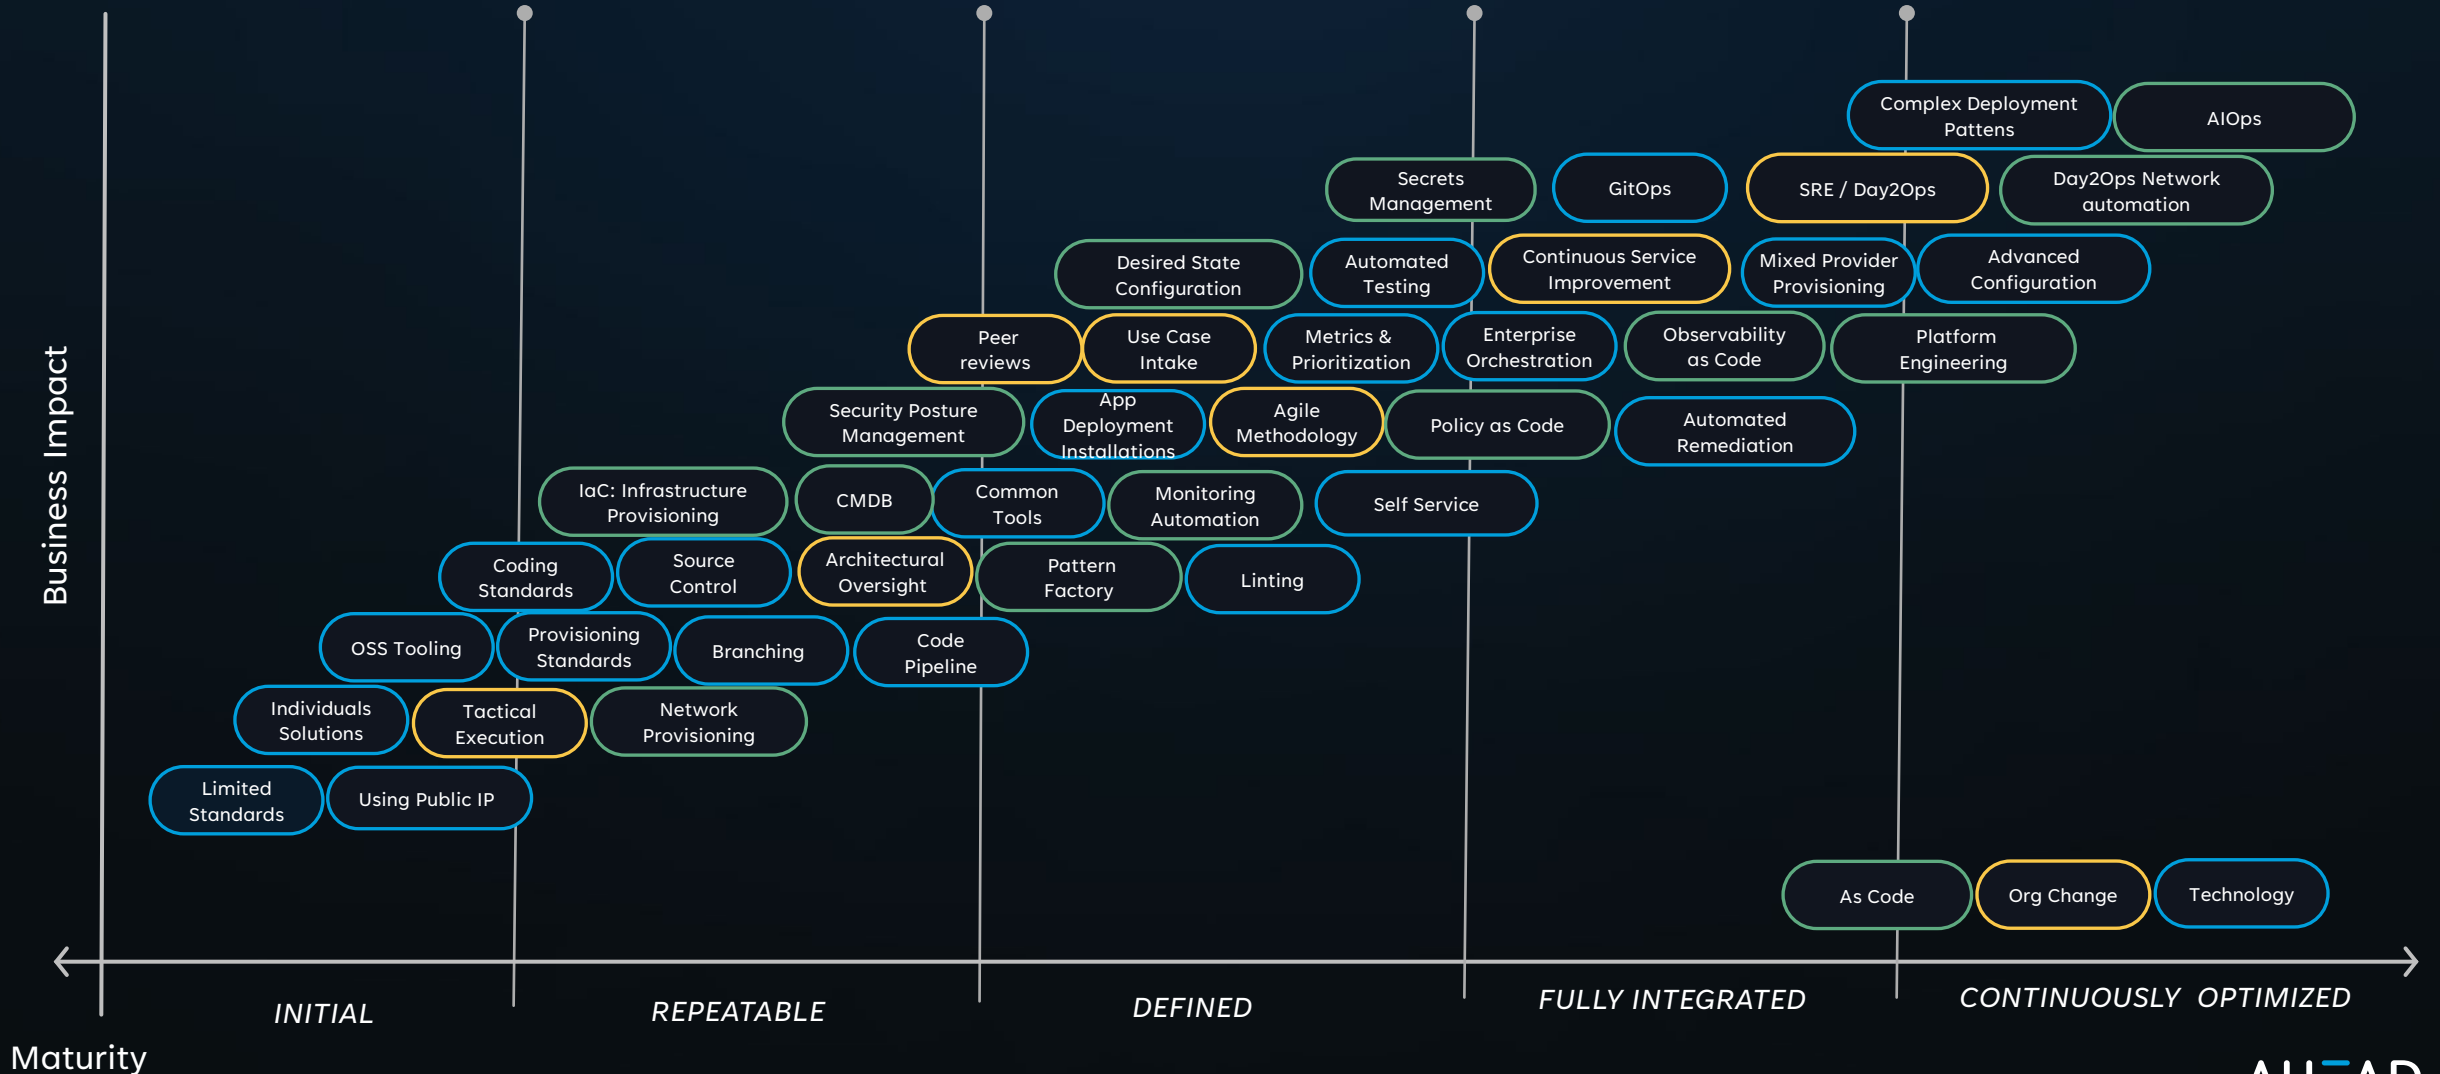 Complex Deployment
Pattens
AIOps
Secrets
Management
GitOps
SRE / Day2Ops
Day2Ops Network
automation
Desired State
Configuration
Automated
Testing
Continuous Service
Improvement
Mixed Provider
Provisioning
Advanced
Configuration
Peer
reviews
Use Case
Intake
Metrics &
Prioritization
Enterprise
Orchestration
Observability
as Code
Platform
Engineering
Security Posture
Management
App
Deployment
Installations
Agile
Methodology
Policy as Code
Automated
Remediation
IaC: Infrastructure
Provisioning
CMDB
Common
Tools
Monitoring
Automation
Self Service
Coding
Standards
Source
Control
Architectural
Oversight
Pattern
Factory
Linting
OSS Tooling
Provisioning
Standards
Branching
Code
Pipeline
Individuals
Solutions
Tactical
Execution
Network
Provisioning
Limited
Standards
Using Public IP
As Code
Org Change
Technology
Business Impact
INITIAL
REPEATABLE
DEFINED
FULLY INTEGRATED
CONTINUOUSLY OPTIMIZED
Maturity